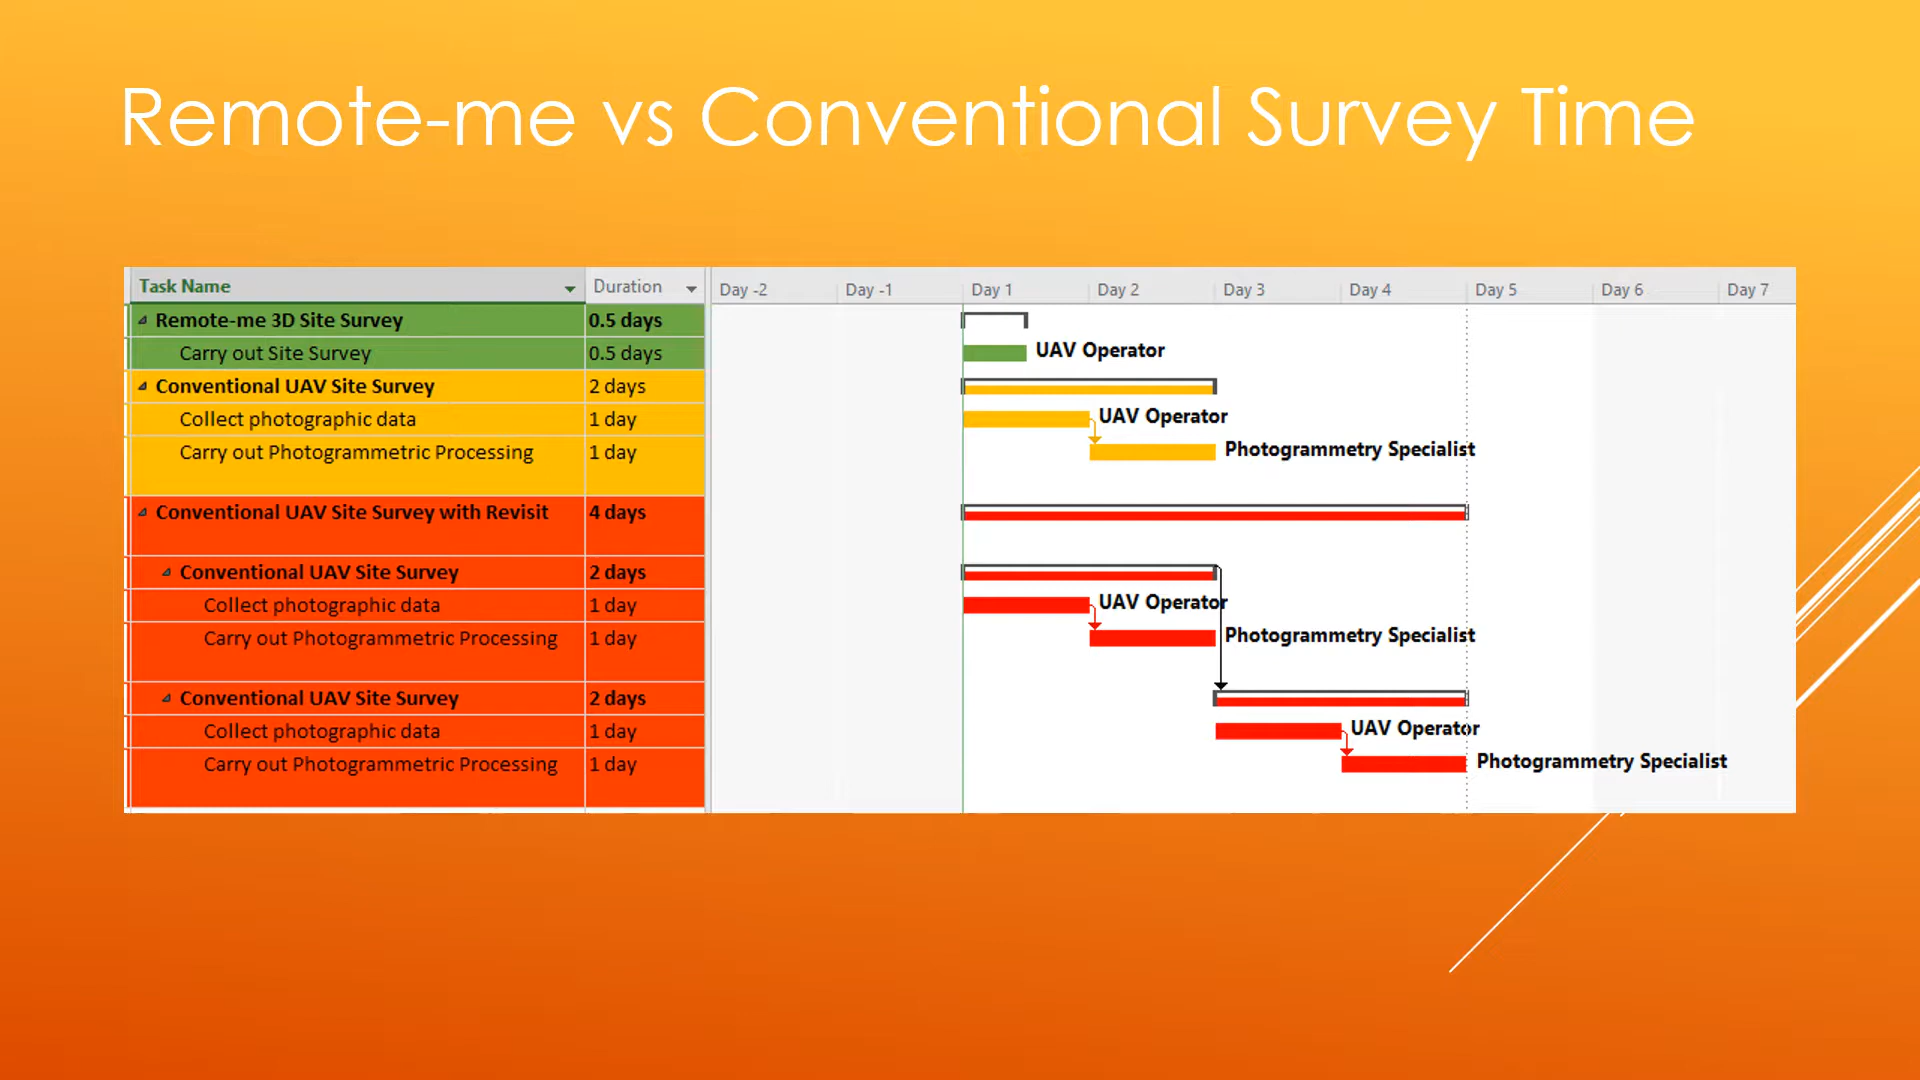 Remote-me vs Conventional Survey Time
Task Name Duration Day -2 Day -1 Day 1 Day 2 Day 3 Day 4 Day 5 Day 6 Day 7
Remote-me 3D Site Survey 0.5 days
Carry out Site Survey 0.5 days UAV Operator
Conventional UAV Site Survey 2 days
Collect photographic data 1 day UAV Operator
Carry out Photogrammetric Processing 1 day Photogrammetry Specialist
Conventional UAV Site Survey with Revisit 4 days
Conventional UAV Site Survey 2 days
Collect photographic data 1 day UAV Operator
Carry out Photogrammetric Processing 1 day Photogrammetry Specialist
Conventional UAV Site Survey 2 days
Collect photographic data 1 day UAV Operator
Carry out Photogrammetric Processing 1 day Photogrammetry Specialist